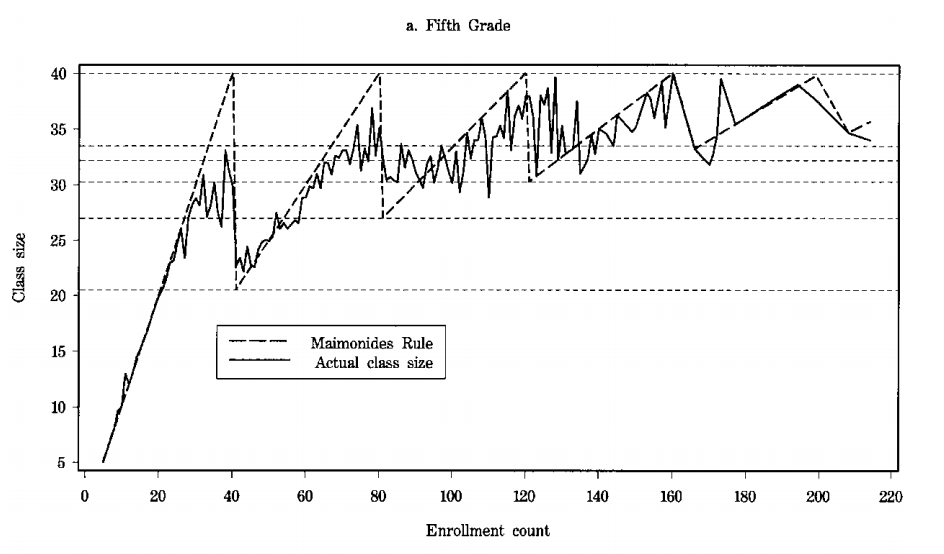 a. Fifth Grade
40
35
30
25
20
15
10
5
Class size
Maimonides Rule
Actual class size
0 20 40 60 80 100 120 140 160 180 200 220
Enrollment count